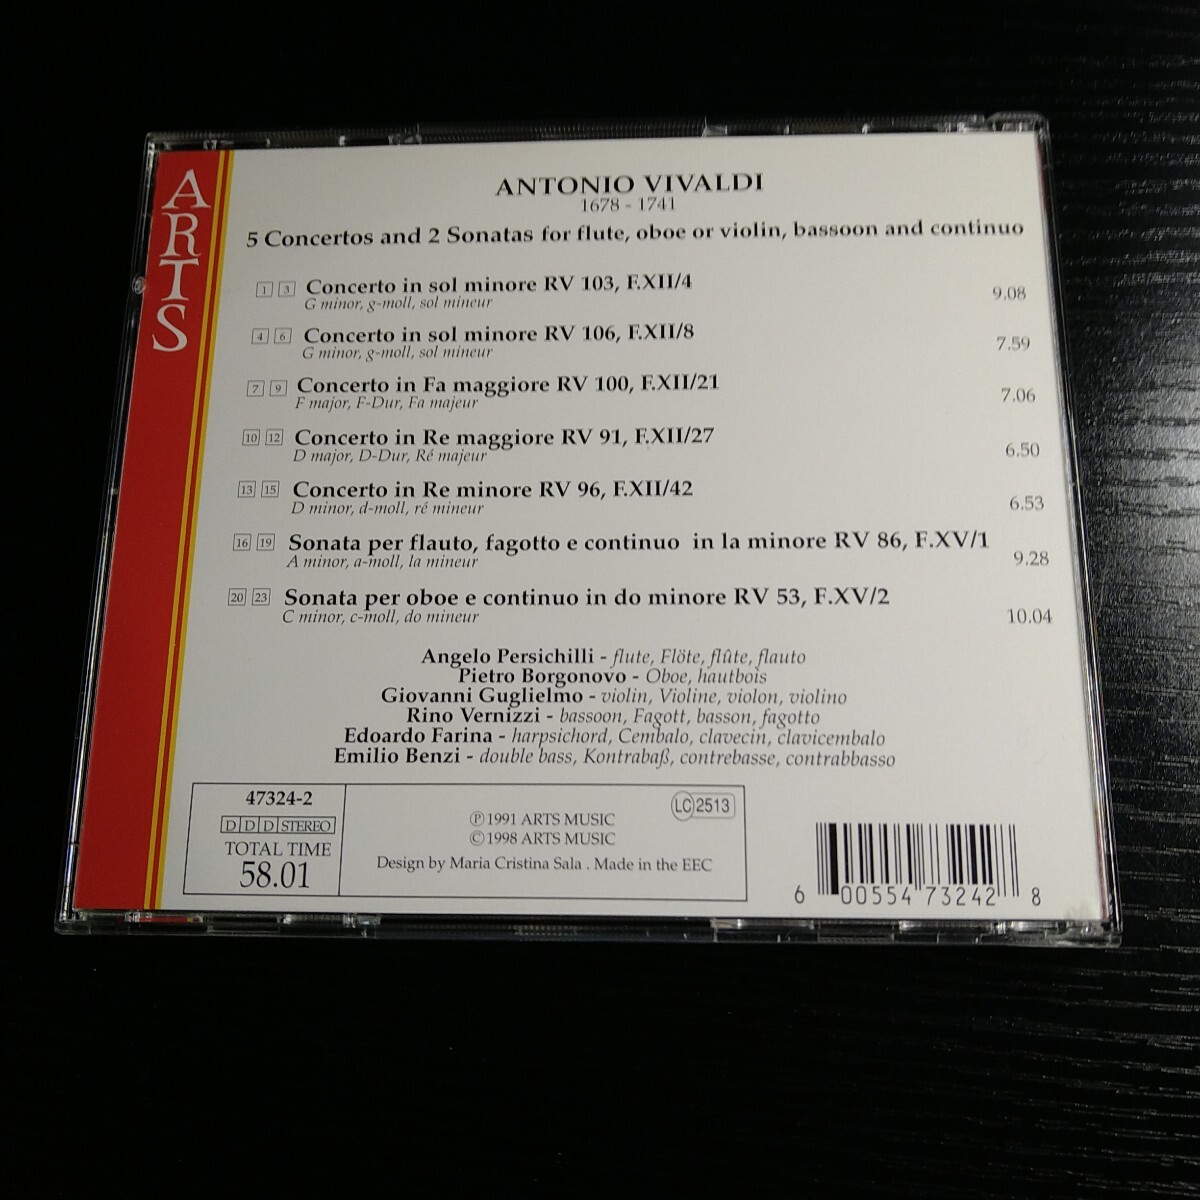 ARTS
ANTONIO VIVALDI
1678 - 1741
5 Concertos and 2 Sonatas for flute, oboe or violin, bassoon and continuo
1 3 Concerto in sol minore RV 103, F.XII/4 9.08
G minor, g-moll, sol mineur
4 6 Concerto in sol minore RV 106, F.XII/8 7.59
G minor, g-moll, sol mineur
7 9 Concerto in Fa maggiore RV 100, F.XII/21 7.06
F major, F-Dur, Fa majeur
10 12 Concerto in Re maggiore RV 91, F.XII/27 6.50
D major, D-Dur, Ré majeur
13 15 Concerto in Re minore RV 96, F.XII/42 6.53
D minor, d-moll, ré mineur
16 19 Sonata per flauto, fagotto e continuo in la minore RV 86, F.XV/1 9.28
A minor, a-moll, la mineur
20 23 Sonata per oboe e continuo in do minore RV 53, F.XV/2 10.04
C minor, c-moll, do mineur
Angelo Persichilli - flute, Flöte, flûte, flauto
Pietro Borgonovo - Oboe, hautbois
Giovanni Guglielmo - violin, Violine, violon, violino
Rino Vernizzi - bassoon, Fagott, basson, fagotto
Edoardo Farina - harpsichord, Cembalo, clavecin, clavicembalo
Emilio Benzi - double bass, Kontrabaß, contrebasse, contrabbasso
47324-2
DDD STEREO
TOTAL TIME
58.01
LC 2513
℗1991 ARTS MUSIC
©1998 ARTS MUSIC
Design by Maria Cristina Sala . Made in the EEC
6 00554 73242 8